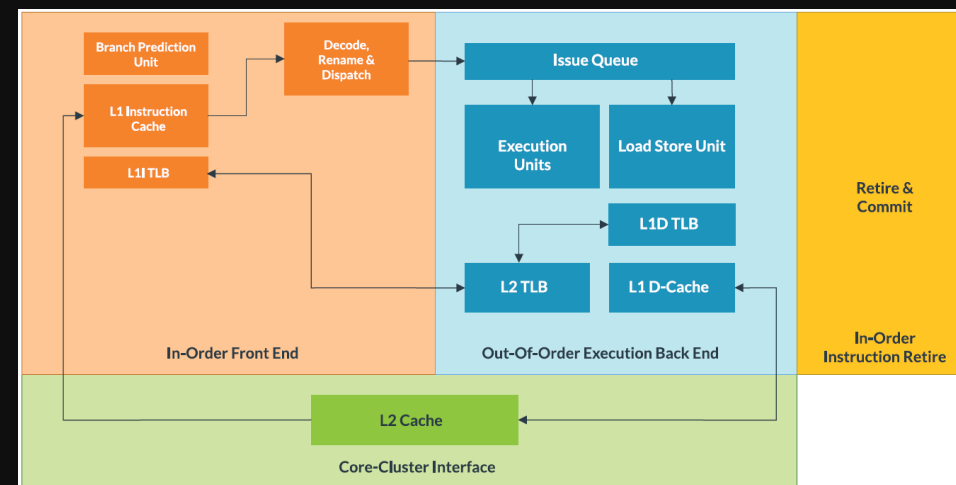 Branch Prediction
Unit
L1 Instruction
Cache
L1I TLB
Decode,
Rename &
Dispatch
In-Order Front End
Issue Queue
Execution
Units
Load Store Unit
L1D TLB
L2 TLB
L1 D-Cache
Out-Of-Order Execution Back End
Retire &
Commit
In-Order
Instruction Retire
L2 Cache
Core-Cluster Interface